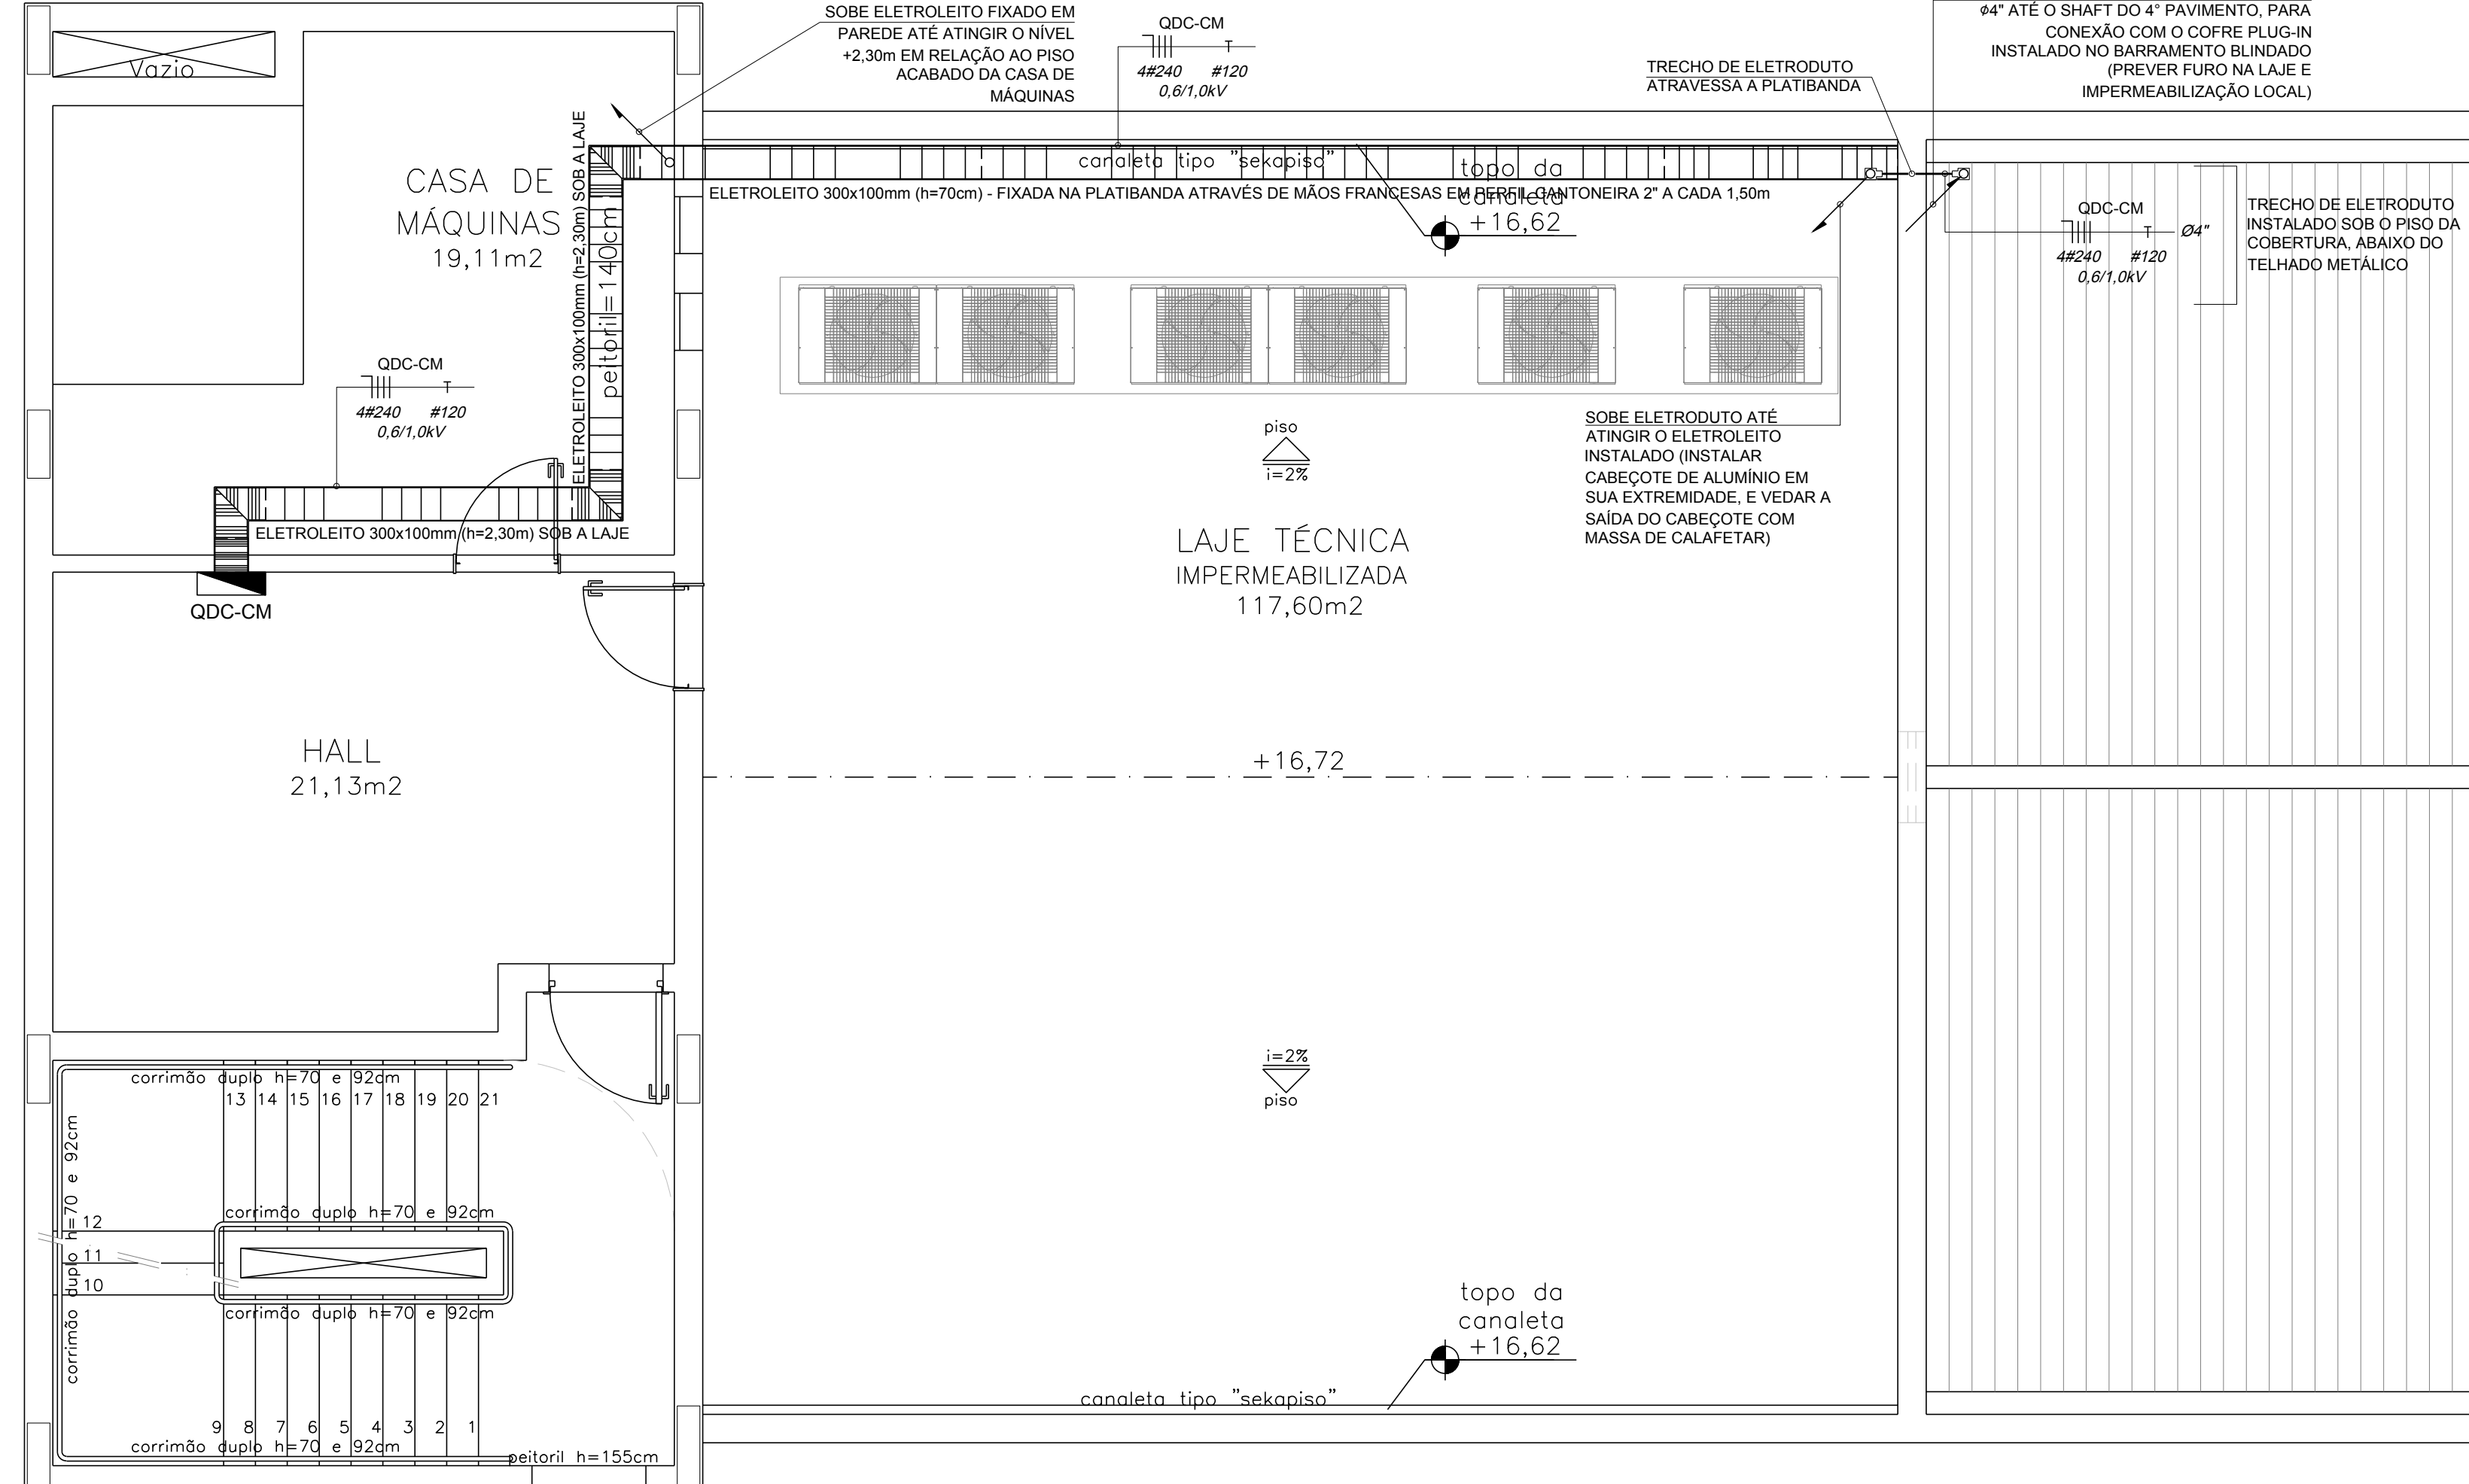 SOBE ELETROLEITO FIXADO EM
PAREDE ATÉ ATINGIR O NÍVEL
+2,30m EM RELAÇÃO AO PISO
ACABADO DA CASA DE
MÁQUINAS
QDC-CM
4#240 #120
0,6/1,0kV
TRECHO DE ELETRODUTO
ATRAVESSA A PLATIBANDA
ø4" ATÉ O SHAFT DO 4° PAVIMENTO, PARA
CONEXÃO COM O COFRE PLUG-IN
INSTALADO NO BARRAMENTO BLINDADO
(PREVER FURO NA LAJE E
IMPERMEABILIZAÇÃO LOCAL)
Vazio
CASA DE
MÁQUINAS
19,11m2
ELETROLEITO 300x100mm (h=2,30m) SOB A LAJE
peitoril=140cm
canaleta tipo "sekapiso"
ELETROLEITO 300x100mm (h=70cm) - FIXADA NA PLATIBANDA ATRAVÉS DE MÃOS FRANCESAS EM PERFIL CANTONEIRA 2" A CADA 1,50m
topo da
canaleta
+16,62
QDC-CM
4#240 #120
0,6/1,0kV
Ø4"
TRECHO DE ELETRODUTO
INSTALADO SOB O PISO DA
COBERTURA, ABAIXO DO
TELHADO METÁLICO
QDC-CM
4#240 #120
0,6/1,0kV
ELETROLEITO 300x100mm (h=2,30m) SOB A LAJE
QDC-CM
piso
i=2%
SOBE ELETRODUTO ATÉ
ATINGIR O ELETROLEITO
INSTALADO (INSTALAR
CABEÇOTE DE ALUMÍNIO EM
SUA EXTREMIDADE, E VEDAR A
SAÍDA DO CABEÇOTE COM
MASSA DE CALAFETAR)
LAJE TÉCNICA
IMPERMEABILIZADA
117,60m2
HALL
21,13m2
+16,72
i=2%
piso
corrimão duplo h=70 e 92cm
13 14 15 16 17 18 19 20 21
corrimão duplo h=70 e 92cm
12
11
10
corrimão duplo h=70 e 92cm
corrimão duplo h=70 e 92cm
9 8 7 6 5 4 3 2 1
corrimão duplo h=70 e 92cm
peitoril h=155cm
topo da
canaleta
+16,62
canaleta tipo "sekapiso"